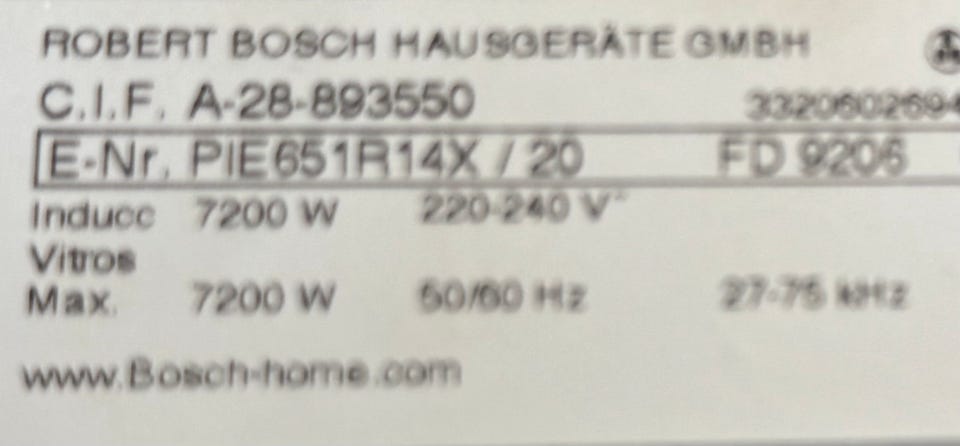 ROBERT BOSCH HAUSGERÄTE GMBH
C.I.F. A-28-893550
E-Nr. PIE651R14X / 20 FD 9206
Inducc 7200 W 220-240 V~
Vitros
Max. 7200 W 50/60 Hz 27-75 kHz
www.Bosch-home.com